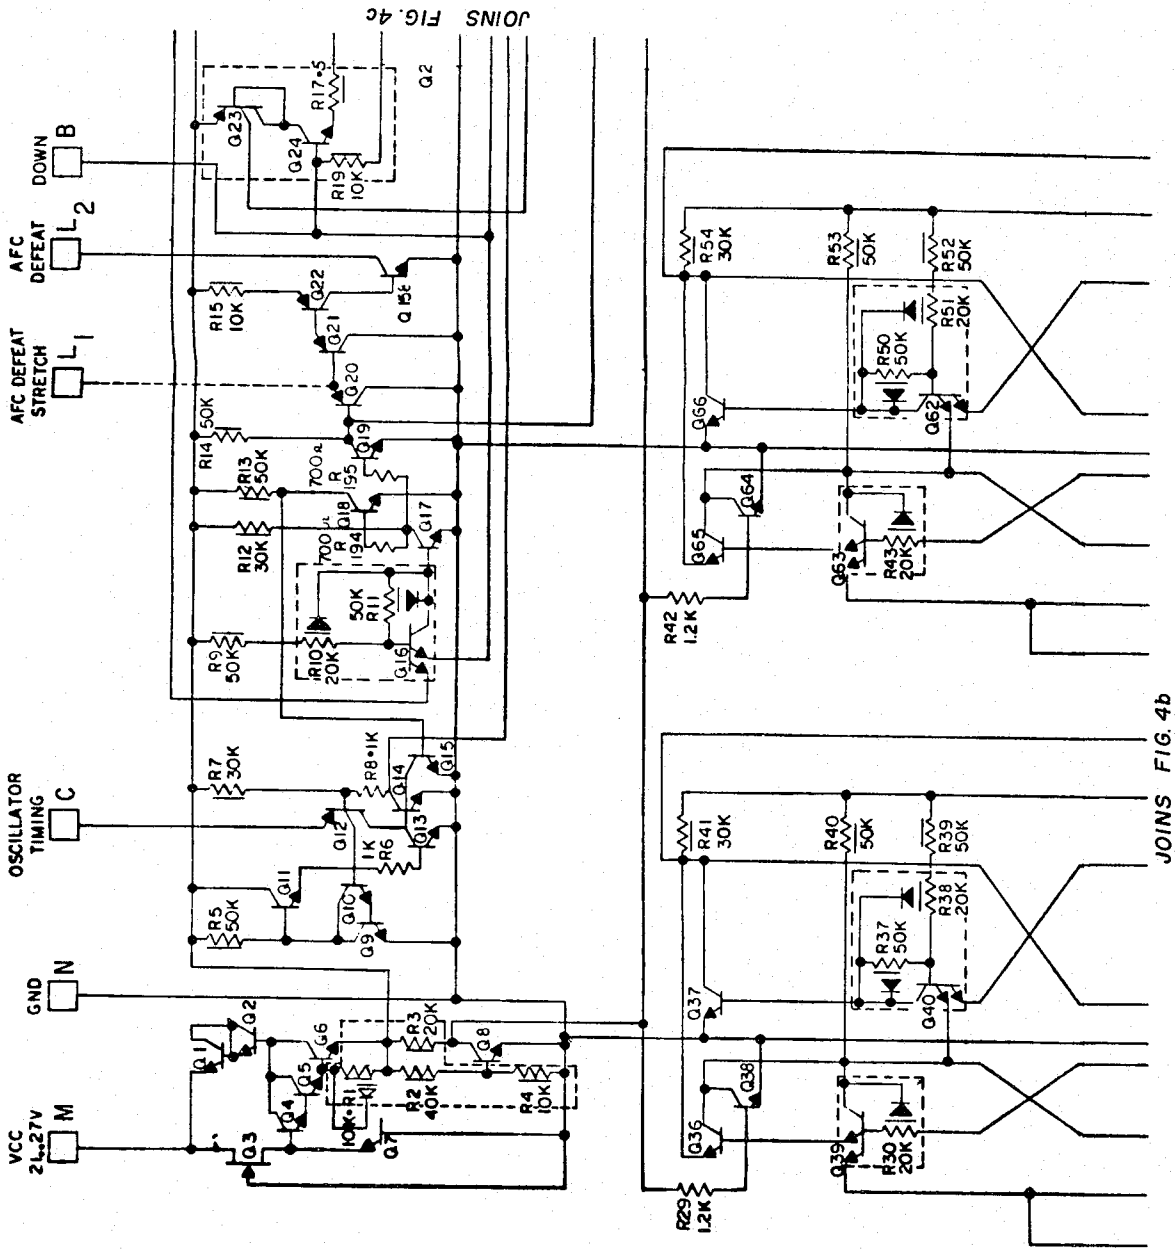 JOINS FIG. 4c
VCC
24..27V
M
GND
N
OSCILLATOR
TIMING
C
AFC DEFEAT
STRETCH
L1
AFC
DEFEAT
L2
DOWN
B
Q1
Q2
Q3
Q4
Q5
Q6
Q7
10K
R1
R2
40K
R3
20K
R4
10K
Q8
R5
50K
Q9
Q10
Q11
Q12
1K
R6
Q13
Q14
R7
30K
R8
1K
Q15
R9
50K
R10
20K
50K
R11
Q16
Q17
R12
30K
R13
50K
R14
50K
700Ω
R
194
Q18
700Ω
R
195
Q19
Q20
Q21
Q22
R15
10K
Q158
Q23
Q24
R19
10K
R17
.5
Q2
R29
1.2K
Q36
Q37
Q38
R41
30K
Q39
R30
20K
Q40
R37
50K
R38
20K
R39
50K
R40
50K
R42
1.2K
Q65
Q66
Q64
R54
30K
Q63
R43
20K
Q62
R50
50K
R51
20K
R52
50K
R53
50K
JOINS FIG. 4b